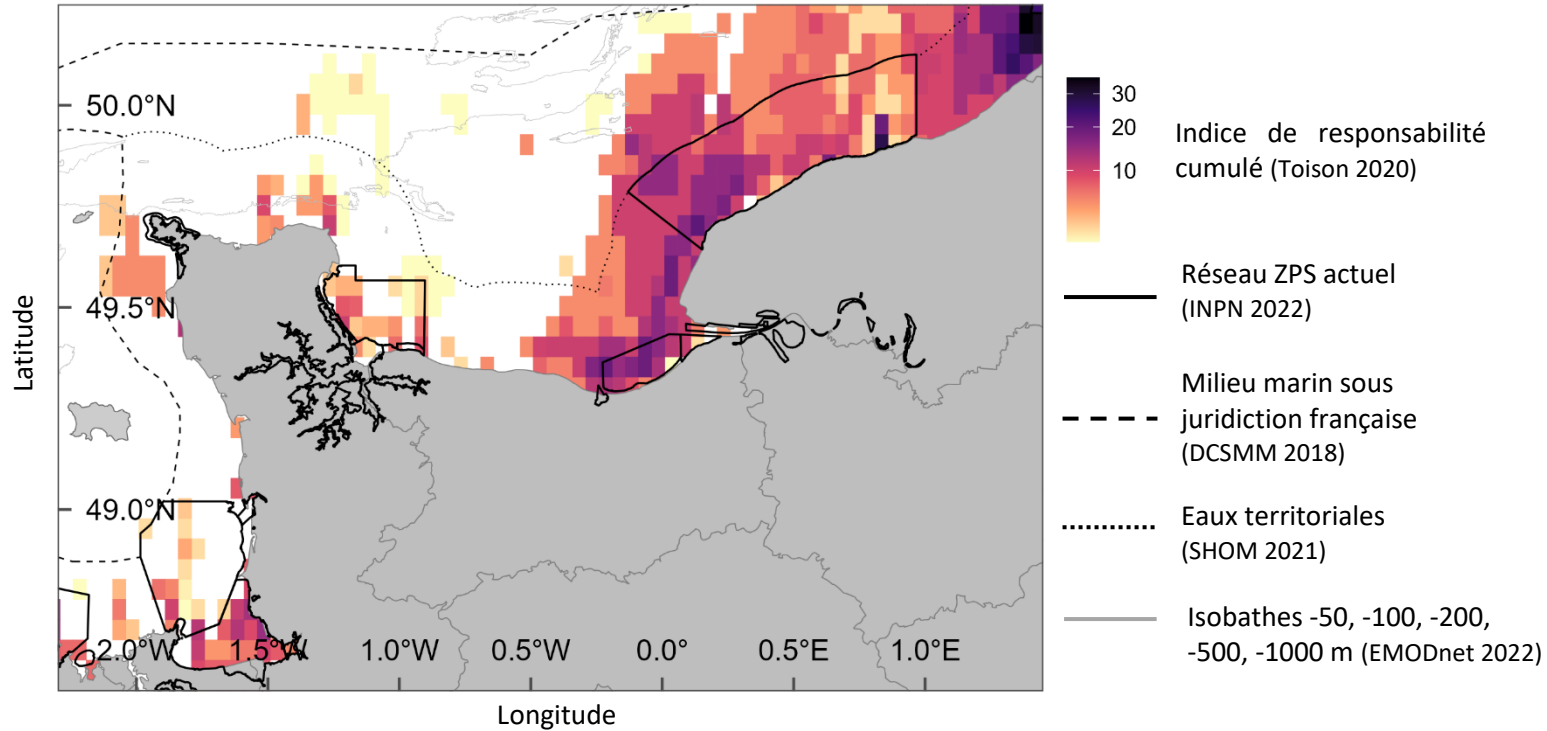 50.0°N
49.5°N
49.0°N
Latitude
2.0°W 1.5°W 1.0°W 0.5°W 0.0° 0.5°E 1.0°E
Longitude
30
20
10
Indice de responsabilité
cumulé (Toison 2020)
Réseau ZPS actuel
(INPN 2022)
Milieu marin sous
juridiction française
(DCSMM 2018)
Eaux territoriales
(SHOM 2021)
Isobathes -50, -100, -200,
-500, -1000 m (EMODnet 2022)